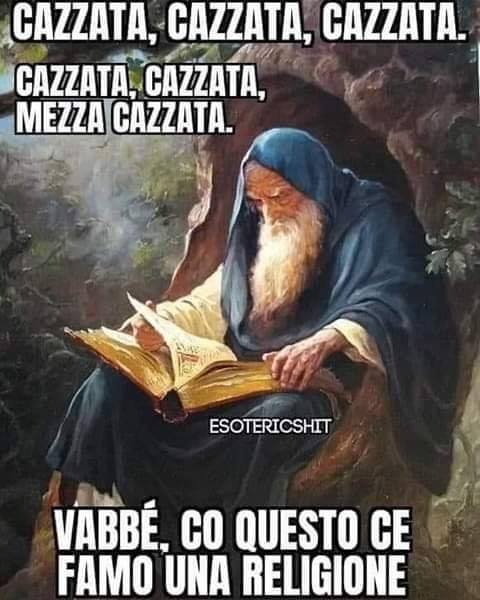 CAZZATA, CAZZATA, CAZZATA.
CAZZATA, CAZZATA,
MEZZA CAZZATA.
ESOTERICSHIT
VABBÉ, CO QUESTO CE
FAMO UNA RELIGIONE